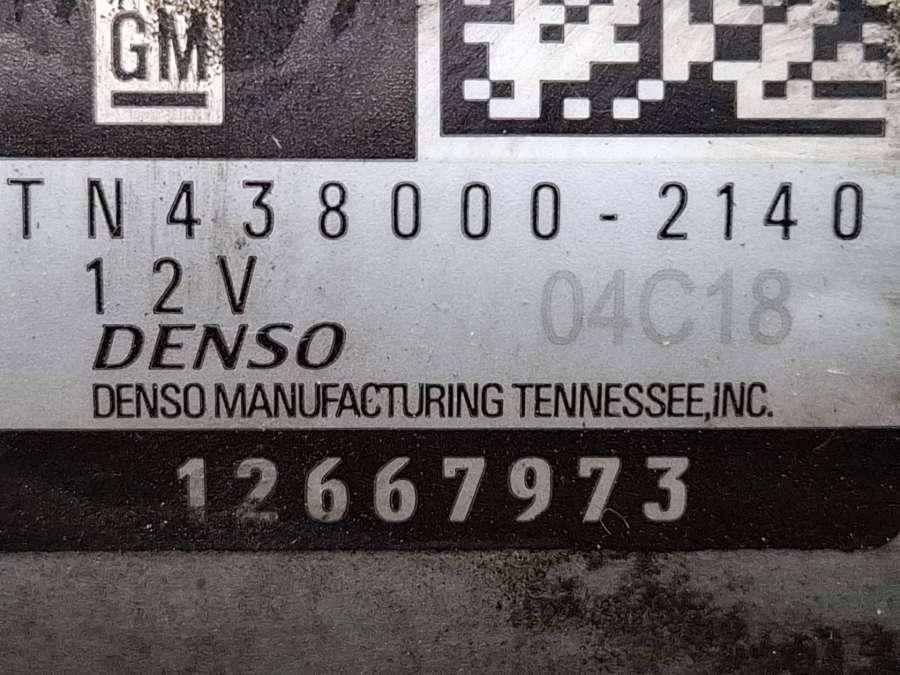 GM
TN438000-2140
12V 04C18
DENSO
DENSO MANUFACTURING TENNESSEE,INC.
12667973